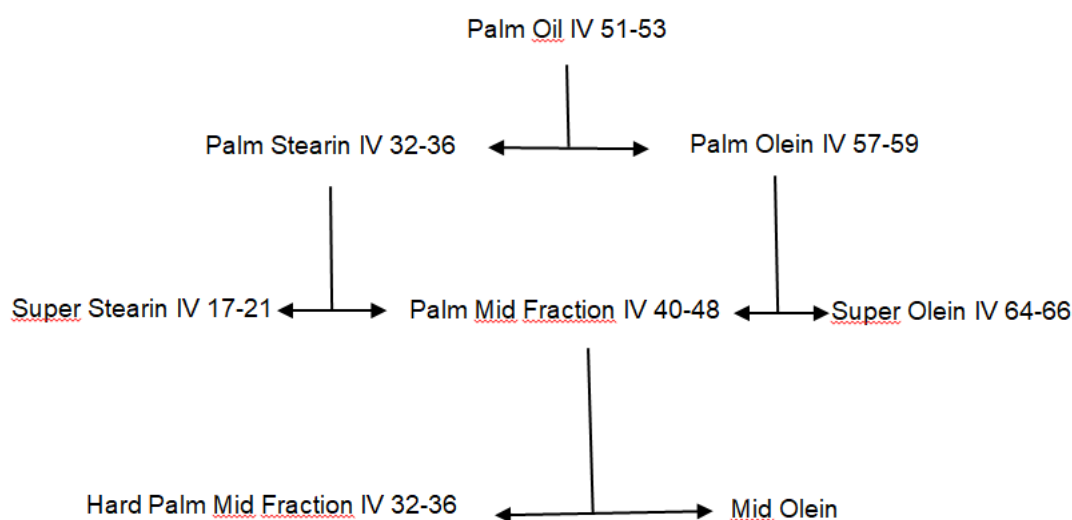 Palm Oil IV 51-53
Palm Stearin IV 32-36
Palm Olein IV 57-59
Super Stearin IV 17-21
Palm Mid Fraction IV 40-48
Super Olein IV 64-66
Hard Palm Mid Fraction IV 32-36
Mid Olein